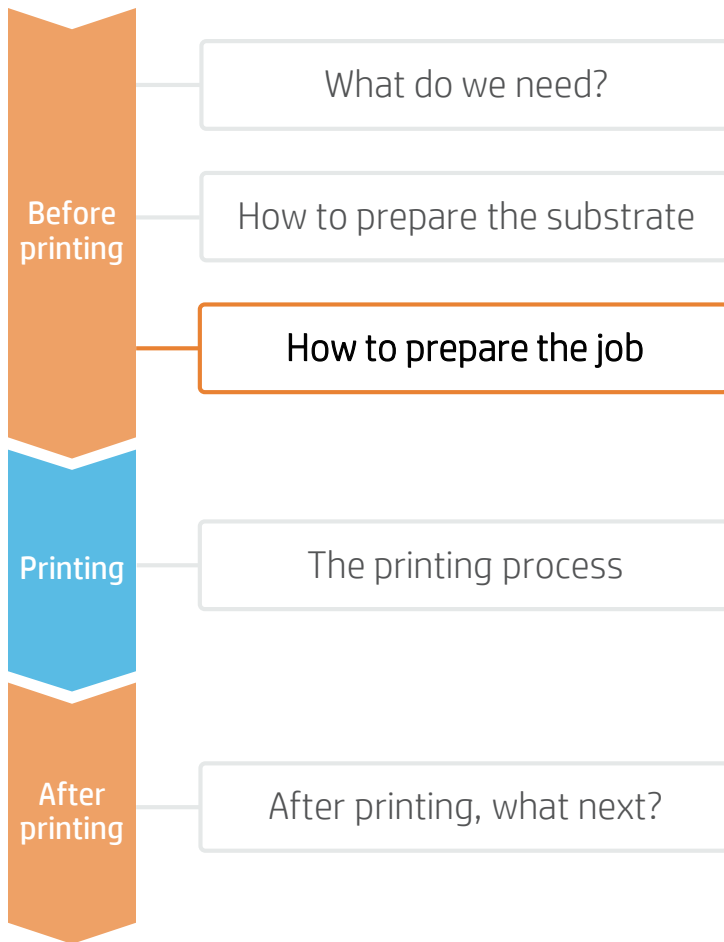 What do we need?
Before
printing
How to prepare the substrate
How to prepare the job
Printing
The printing process
After
printing
After printing, what next?